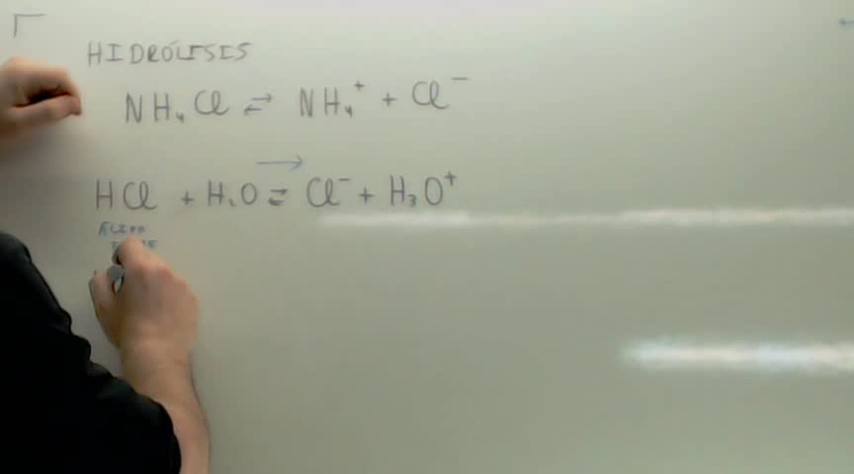 HIDRÓLISIS
NH₄Cl ⇄ NH₄⁺ + Cl⁻
HCl + H₂O ⇄ Cl⁻ + H₃O⁺